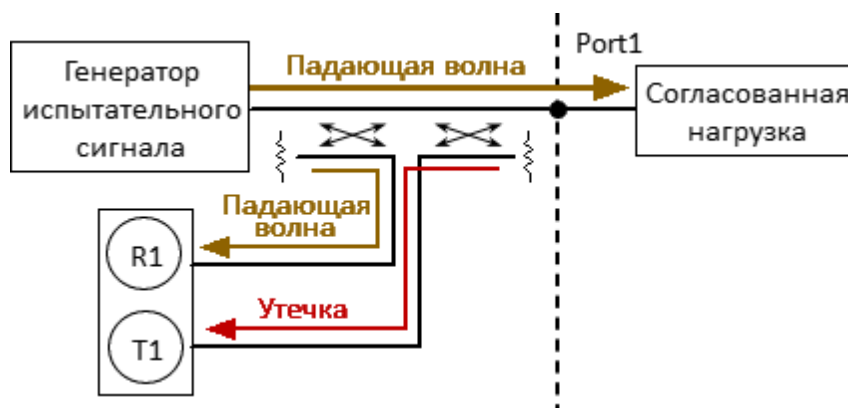 Генератор
испытательного
сигнала
Падающая волна
Port1
Согласованная
нагрузка
Падающая
волна
R1
Утечка
T1